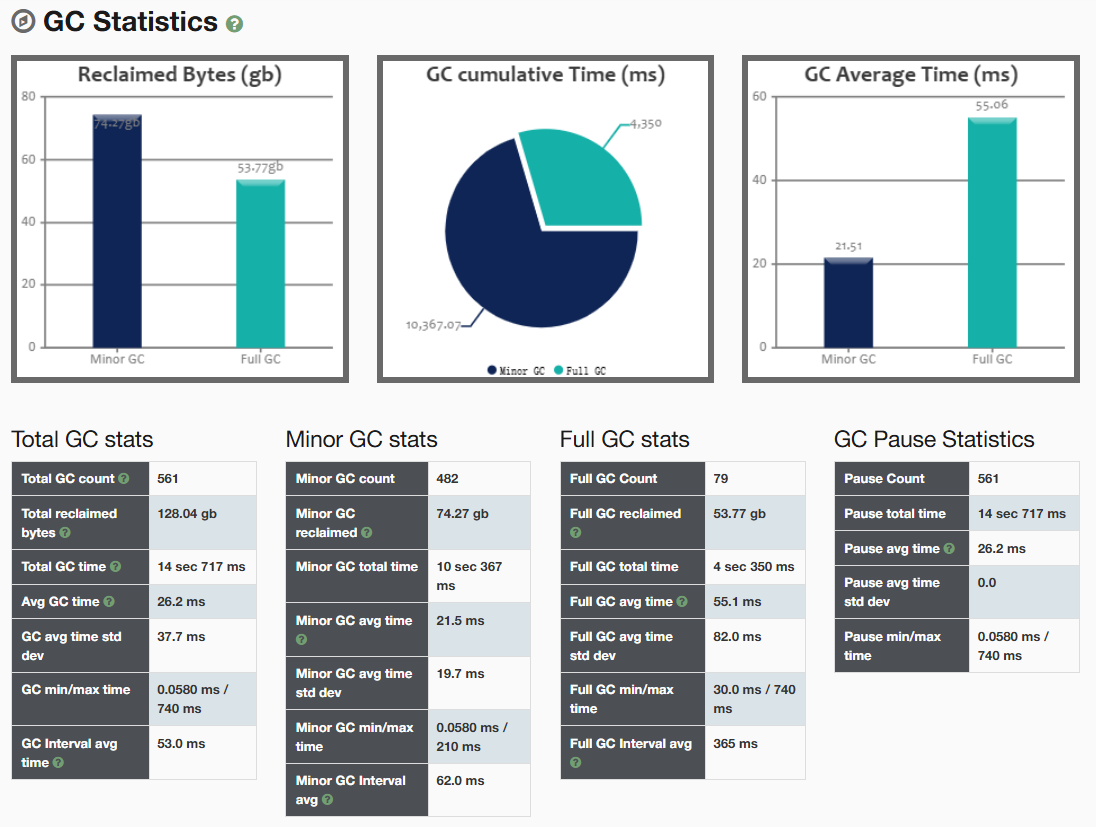 GC Statistics ?
Reclaimed Bytes (gb)
80
60
40
20
0
74.27gb
53.77gb
Minor GC
Full GC
GC cumulative Time (ms)
4,350
10,367.07
Minor GC
Full GC
GC Average Time (ms)
60
40
20
0
21.51
55.06
Minor GC
Full GC
Total GC stats
Total GC count ? 561
Total reclaimed
bytes ?
128.04 gb
Total GC time ? 14 sec 717 ms
Avg GC time ? 26.2 ms
GC avg time std
dev
37.7 ms
GC min/max time
0.0580 ms /
740 ms
GC Interval avg
time ?
53.0 ms
Minor GC stats
Minor GC count 482
Minor GC
reclaimed ?
74.27 gb
Minor GC total time
10 sec 367
ms
Minor GC avg time
?
21.5 ms
Minor GC avg time
std dev
19.7 ms
Minor GC min/max
time
0.0580 ms /
210 ms
Minor GC Interval
avg ?
62.0 ms
Full GC stats
Full GC Count 79
Full GC reclaimed
?
53.77 gb
Full GC total time 4 sec 350 ms
Full GC avg time ? 55.1 ms
Full GC avg time
std dev
82.0 ms
Full GC min/max
time
30.0 ms / 740
ms
Full GC Interval avg
?
365 ms
GC Pause Statistics
Pause Count 561
Pause total time 14 sec 717 ms
Pause avg time ? 26.2 ms
Pause avg time
std dev
0.0
Pause min/max
time
0.0580 ms /
740 ms